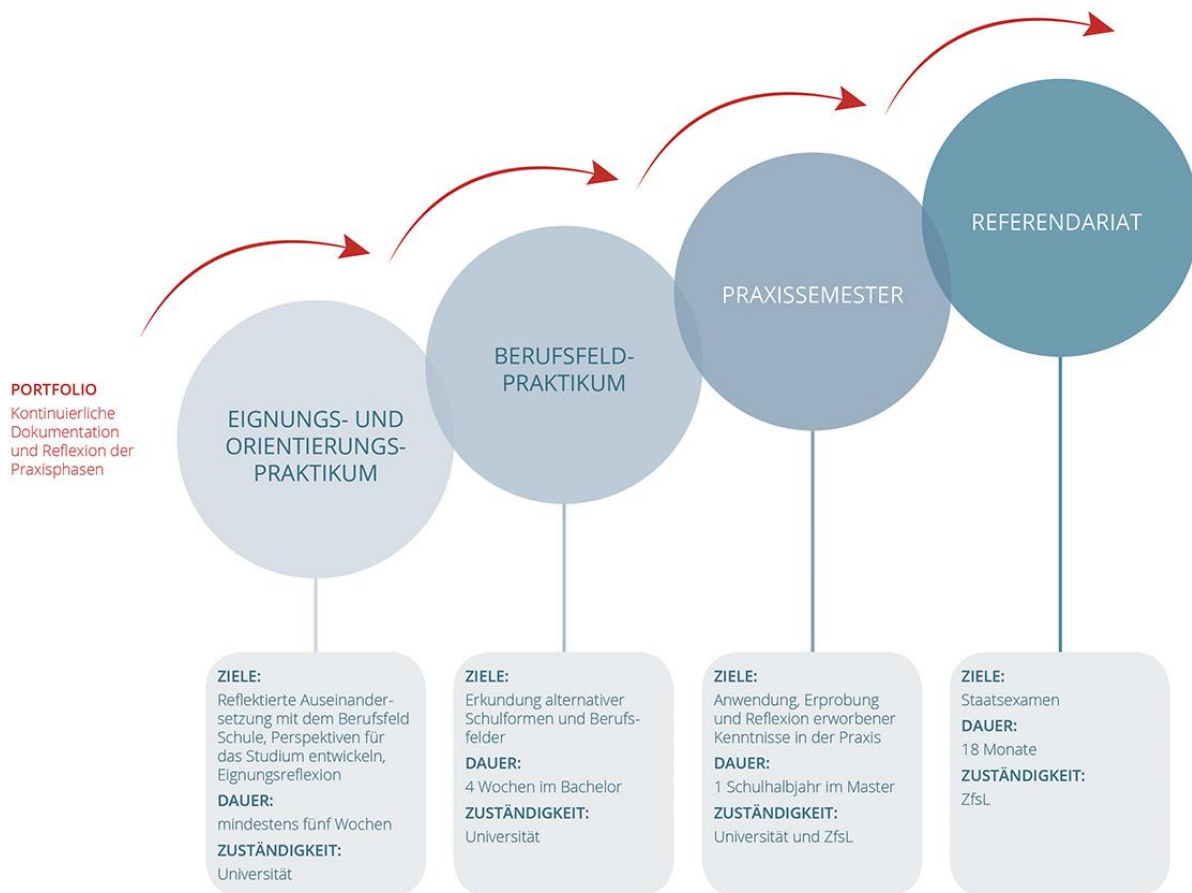 PORTFOLIO
Kontinuierliche
Dokumentation
und Reflexion der
Praxisphasen
EIGNUNGS- UND
ORIENTIERUNGS-
PRAKTIKUM
BERUFSFELD-
PRAKTIKUM
PRAXISSEMESTER
REFERENDARIAT
ZIELE:
Reflektierte Auseinander-
setzung mit dem Berufsfeld
Schule, Perspektiven für
das Studium entwickeln,
Eignungsreflexion
DAUER:
mindestens fünf Wochen
ZUSTÄNDIGKEIT:
Universität
ZIELE:
Erkundung alternativer
Schulformen und Berufs-
felder
DAUER:
4 Wochen im Bachelor
ZUSTÄNDIGKEIT:
Universität
ZIELE:
Anwendung, Erprobung
und Reflexion erworbener
Kenntnisse in der Praxis
DAUER:
1 Schulhalbjahr im Master
ZUSTÄNDIGKEIT:
Universität und ZfsL
ZIELE:
Staatsexamen
DAUER:
18 Monate
ZUSTÄNDIGKEIT:
ZfsL